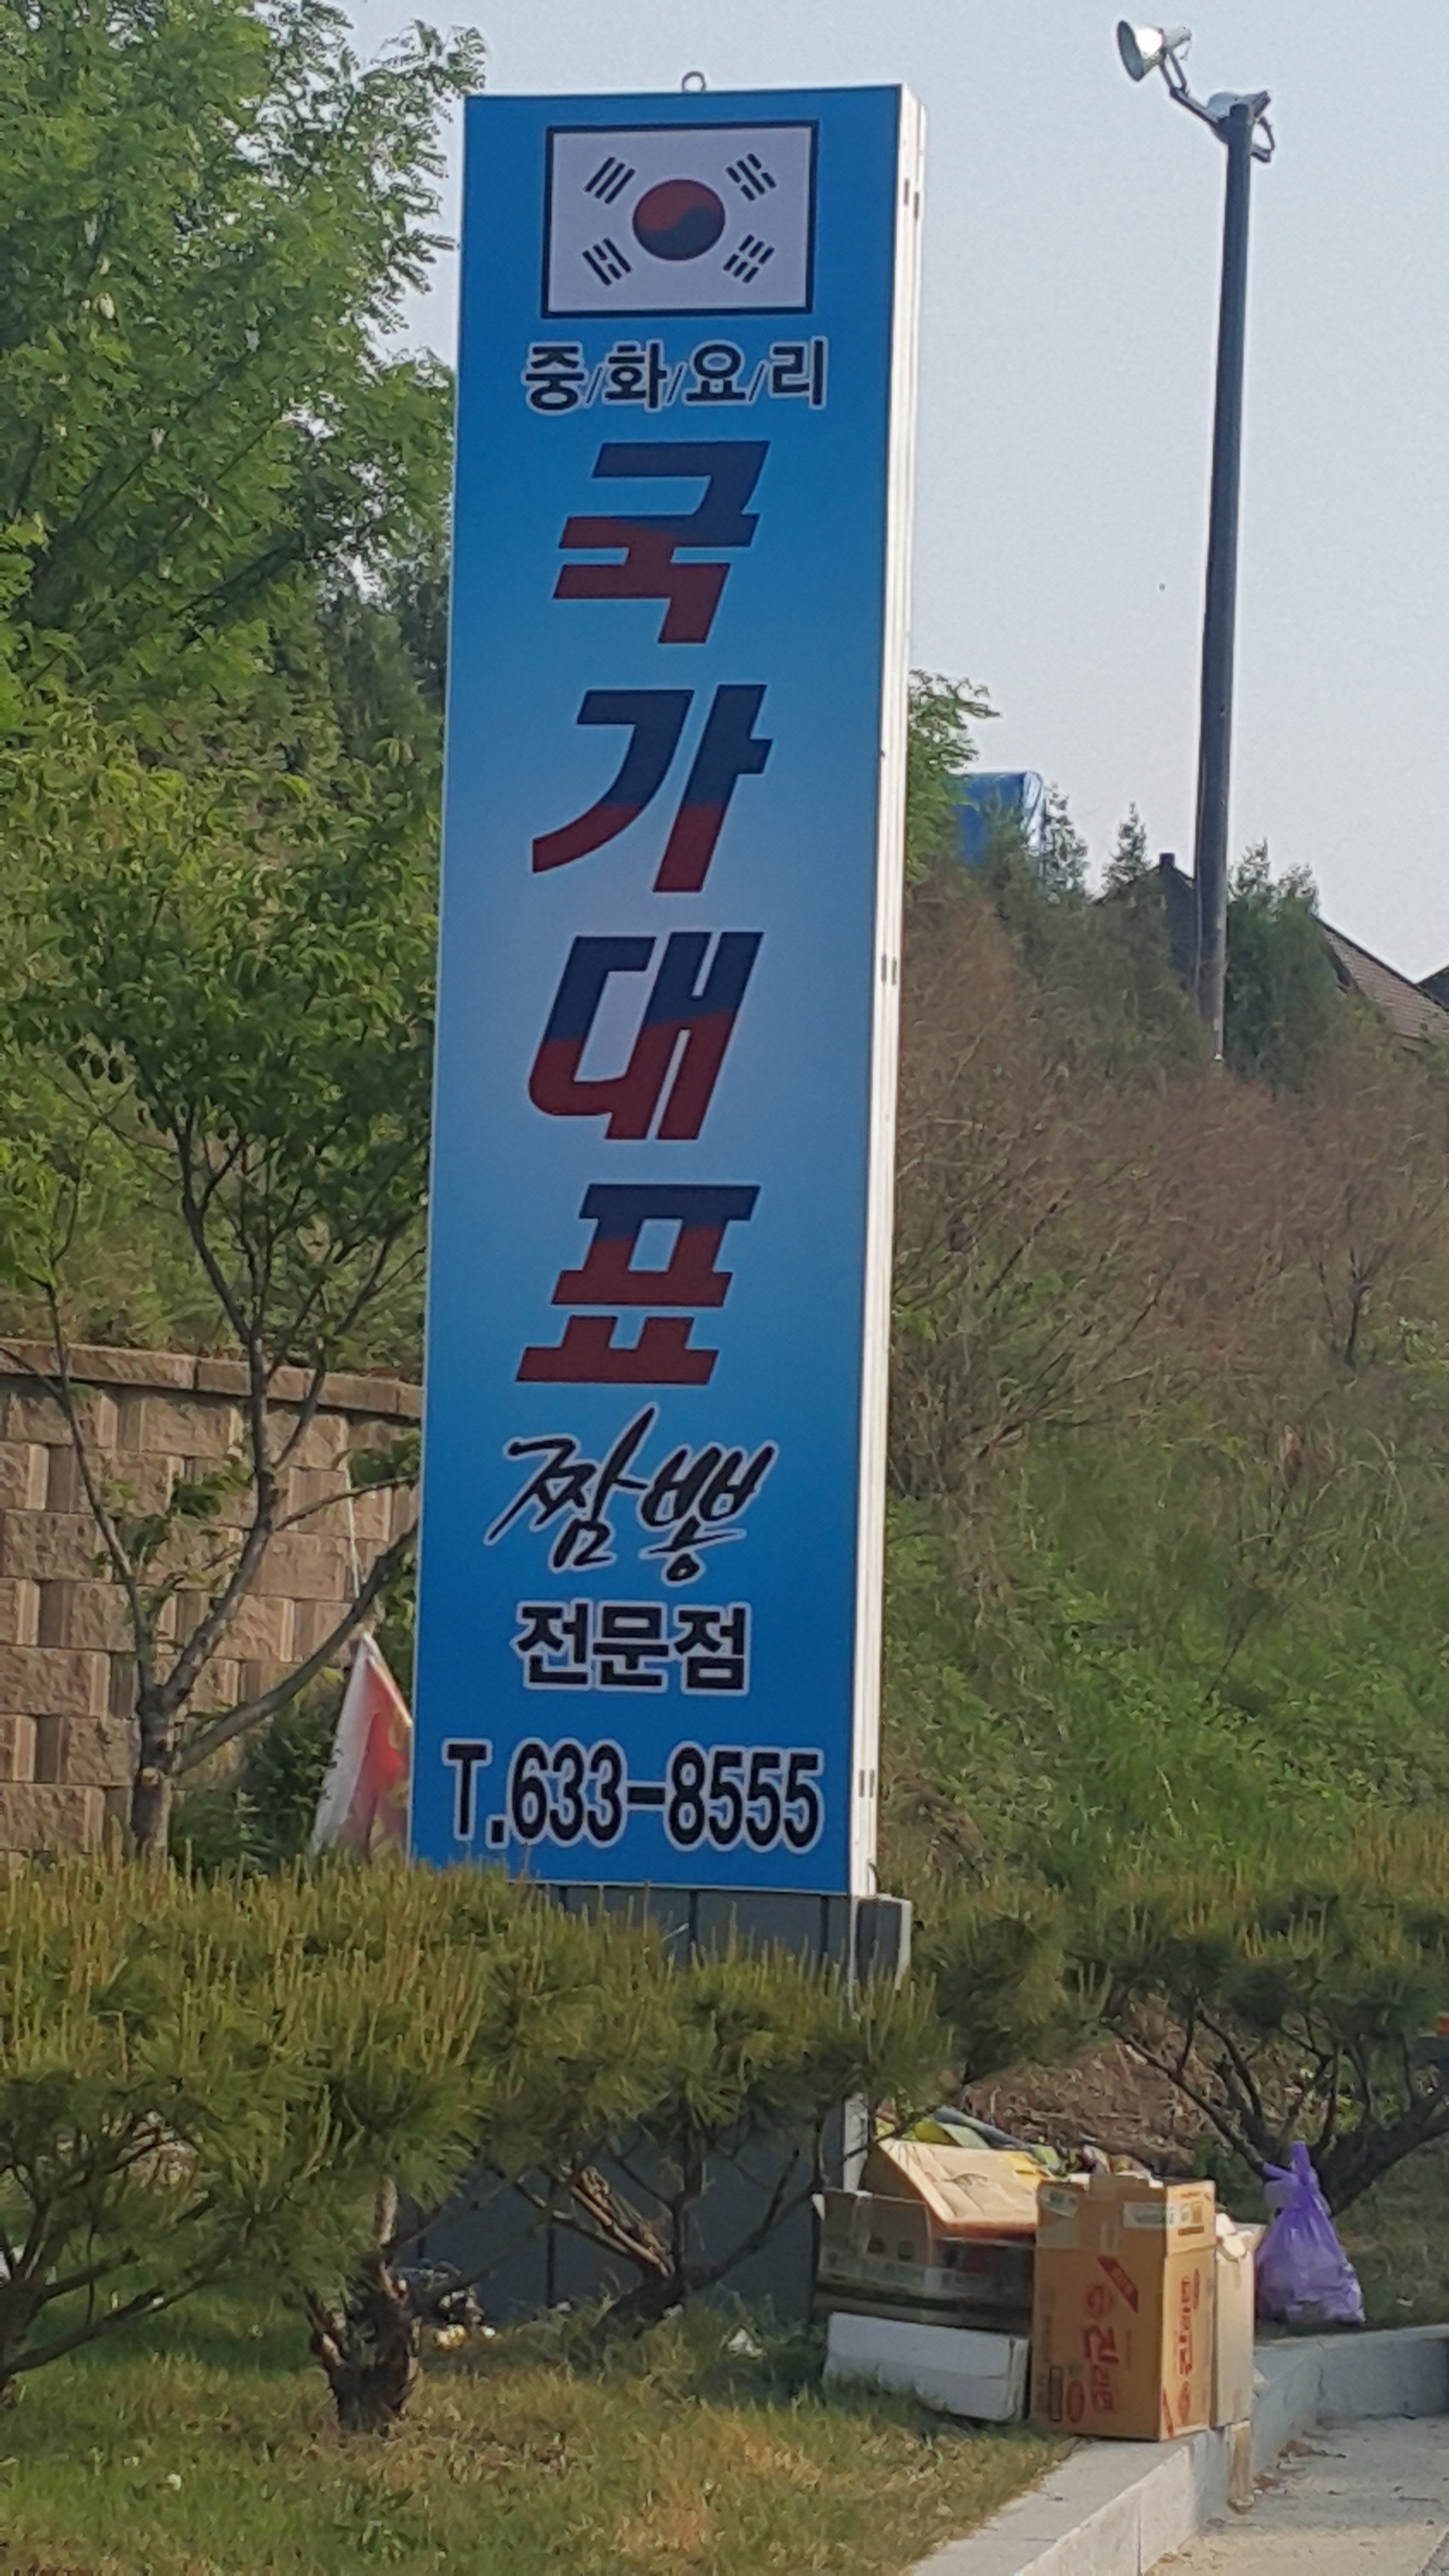 중/화/요/리
국
가
대
표
짬뽕
전문점
T.633-8555